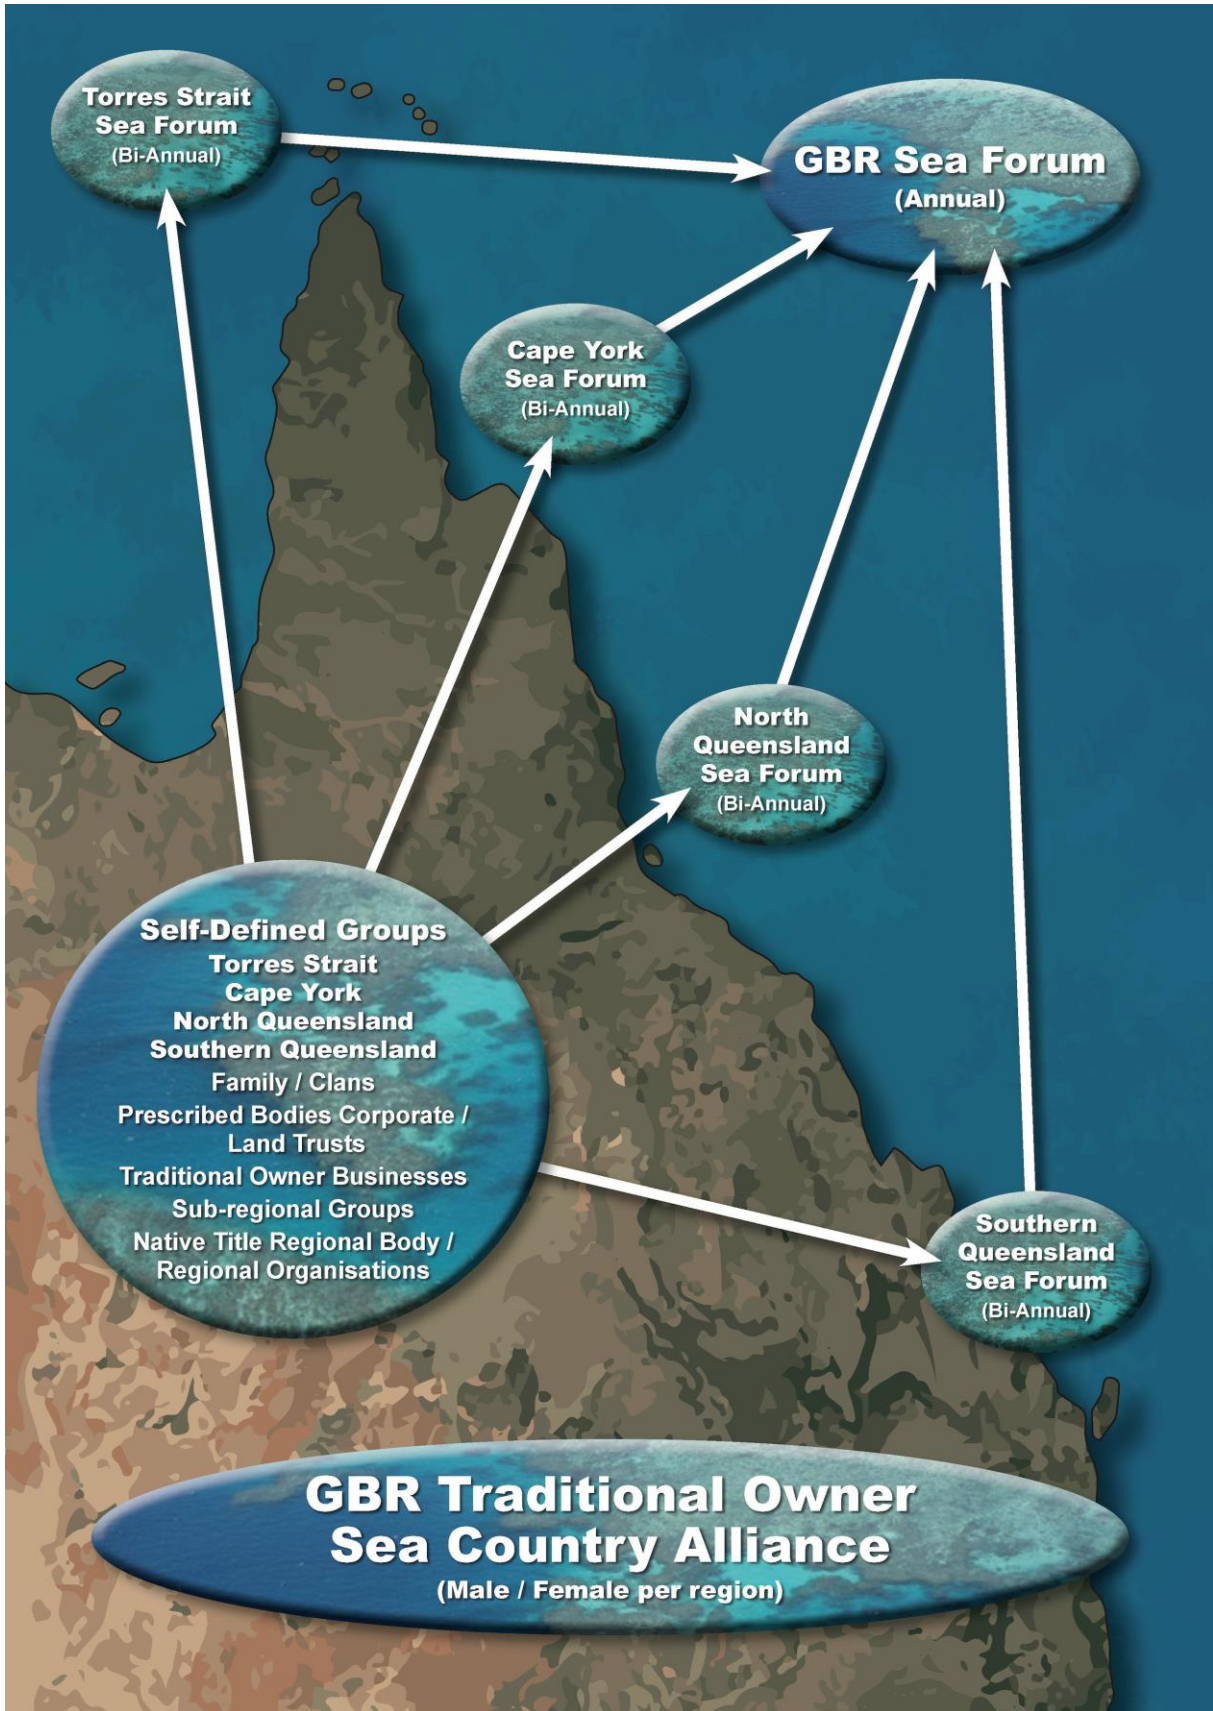 Torres Strait
Sea Forum
(Bi-Annual)
GBR Sea Forum
(Annual)
Cape York
Sea Forum
(Bi-Annual)
North
Queensland
Sea Forum
(Bi-Annual)
Self-Defined Groups
Torres Strait
Cape York
North Queensland
Southern Queensland
Family / Clans
Prescribed Bodies Corporate /
Land Trusts
Traditional Owner Businesses
Sub-regional Groups
Native Title Regional Body /
Regional Organisations
Southern
Queensland
Sea Forum
(Bi-Annual)
GBR Traditional Owner
Sea Country Alliance
(Male / Female per region)